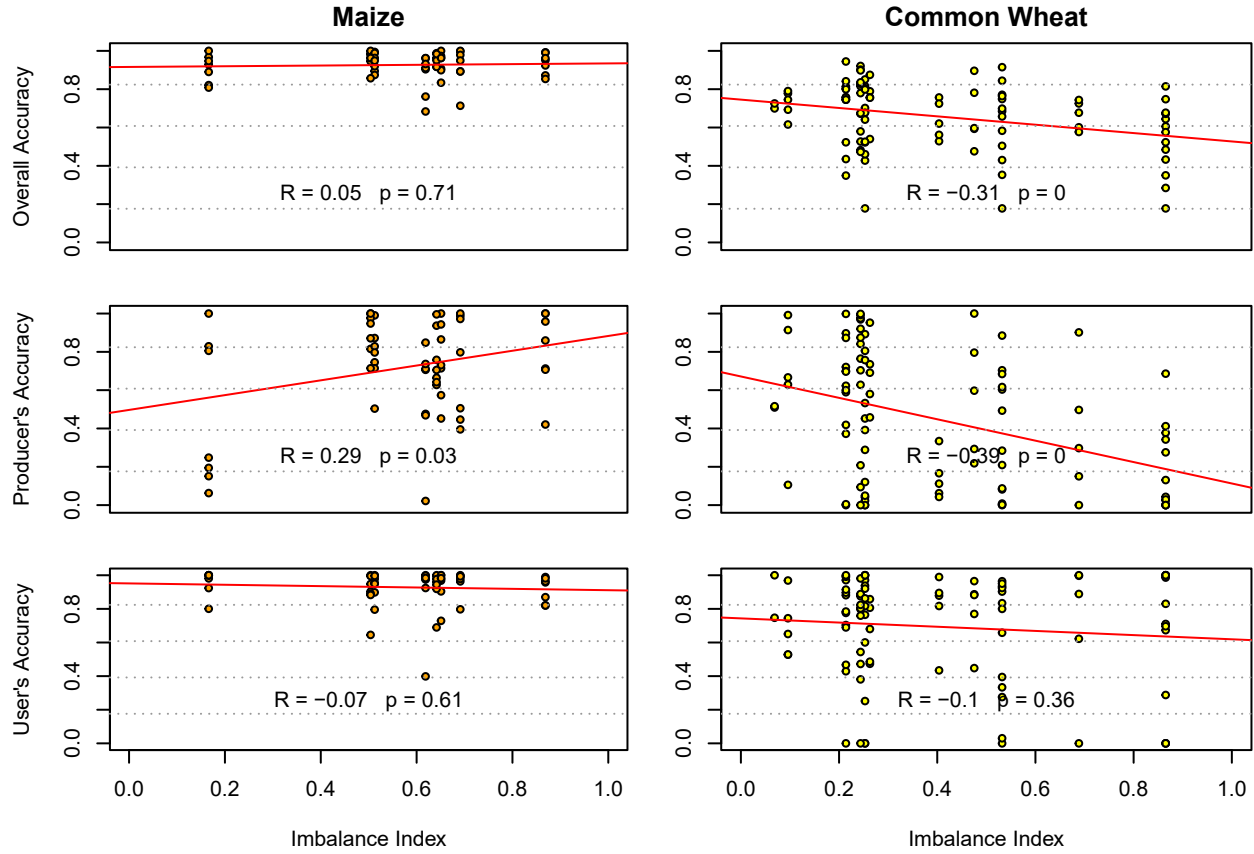 Maize
Common Wheat
Overall Accuracy
0.0 0.4 0.8
R = 0.05 p = 0.71
R = −0.31 p = 0
0.0 0.4 0.8
Producer's Accuracy
0.0 0.4 0.8
R = 0.29 p = 0.03
R = −0.39 p = 0
0.0 0.4 0.8
User's Accuracy
0.0 0.4 0.8
R = −0.07 p = 0.61
R = −0.1 p = 0.36
0.0 0.4 0.8
0.0 0.2 0.4 0.6 0.8 1.0
0.0 0.2 0.4 0.6 0.8 1.0
Imbalance Index
Imbalance Index